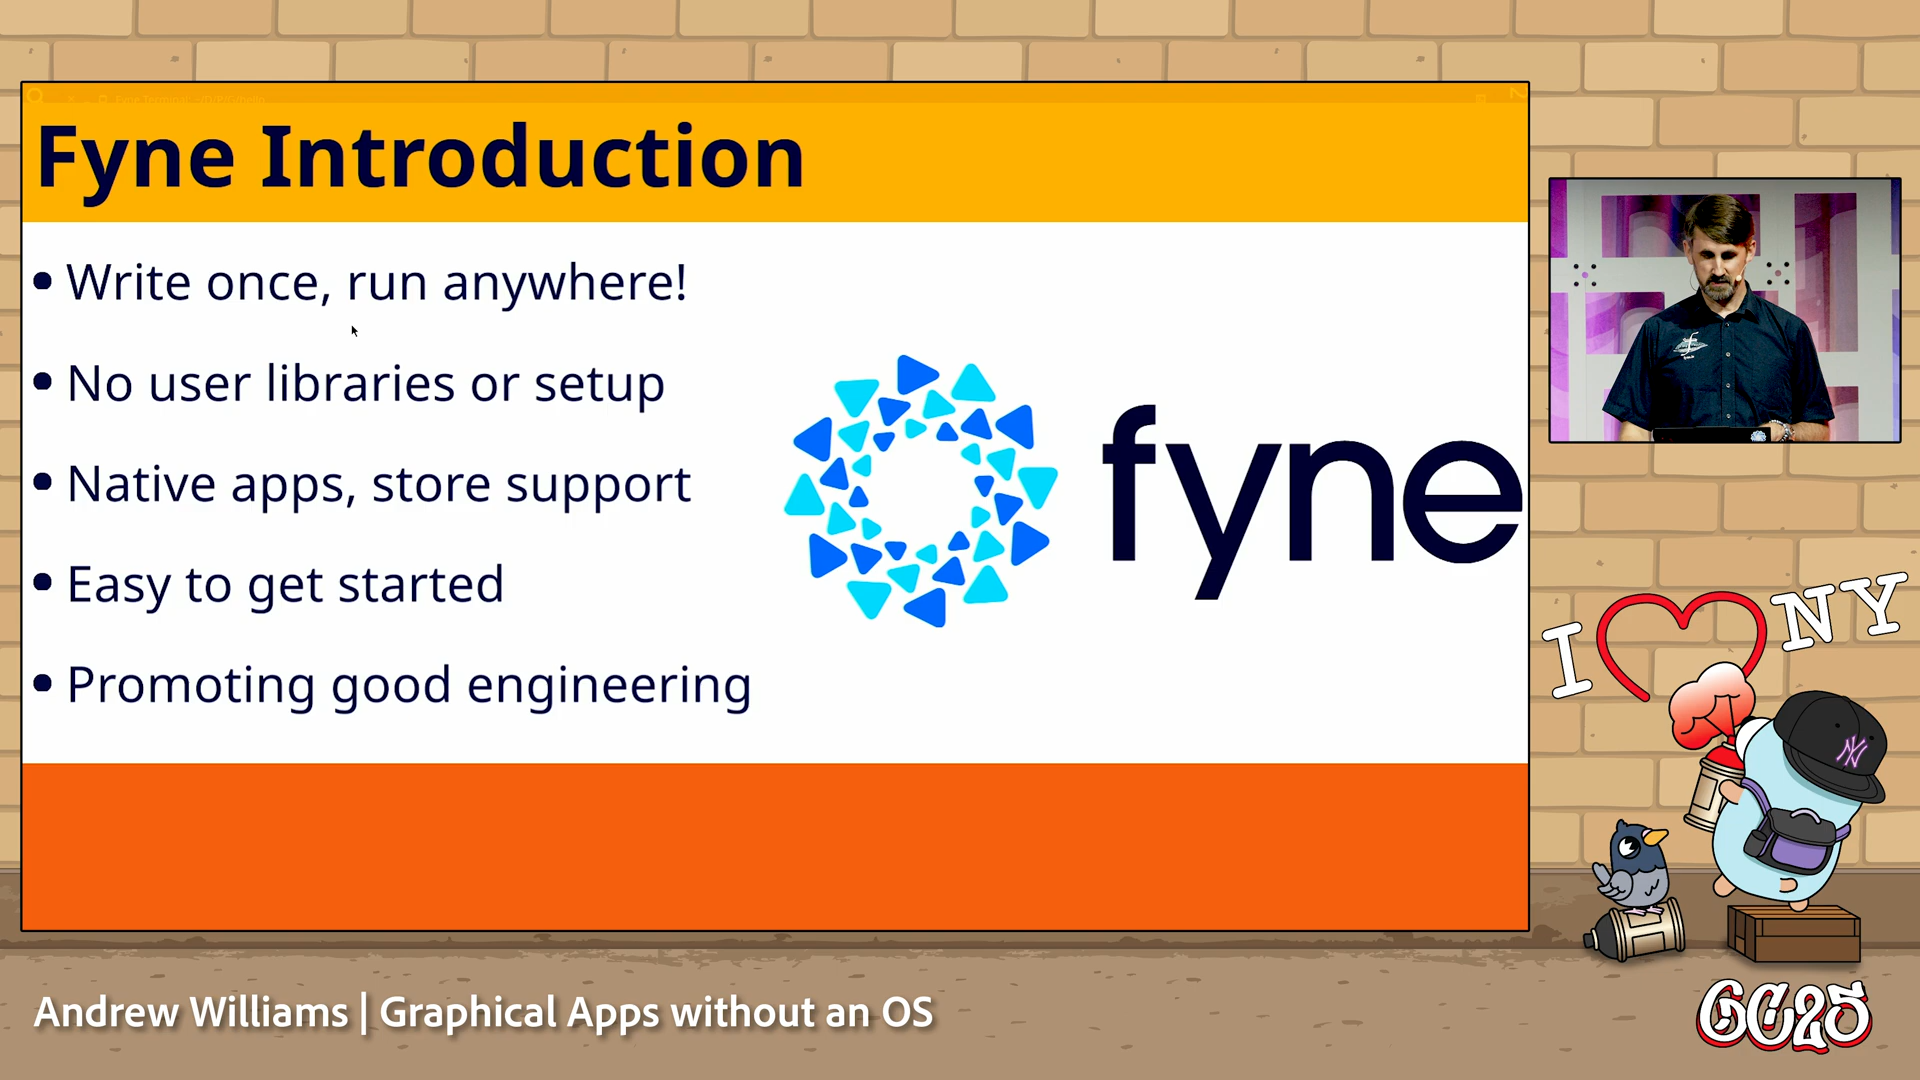 Fyne Introduction
• Write once, run anywhere!
• No user libraries or setup
• Native apps, store support
• Easy to get started
• Promoting good engineering
fyne
I NY
NY
Andrew Williams | Graphical Apps without an OS
GC25